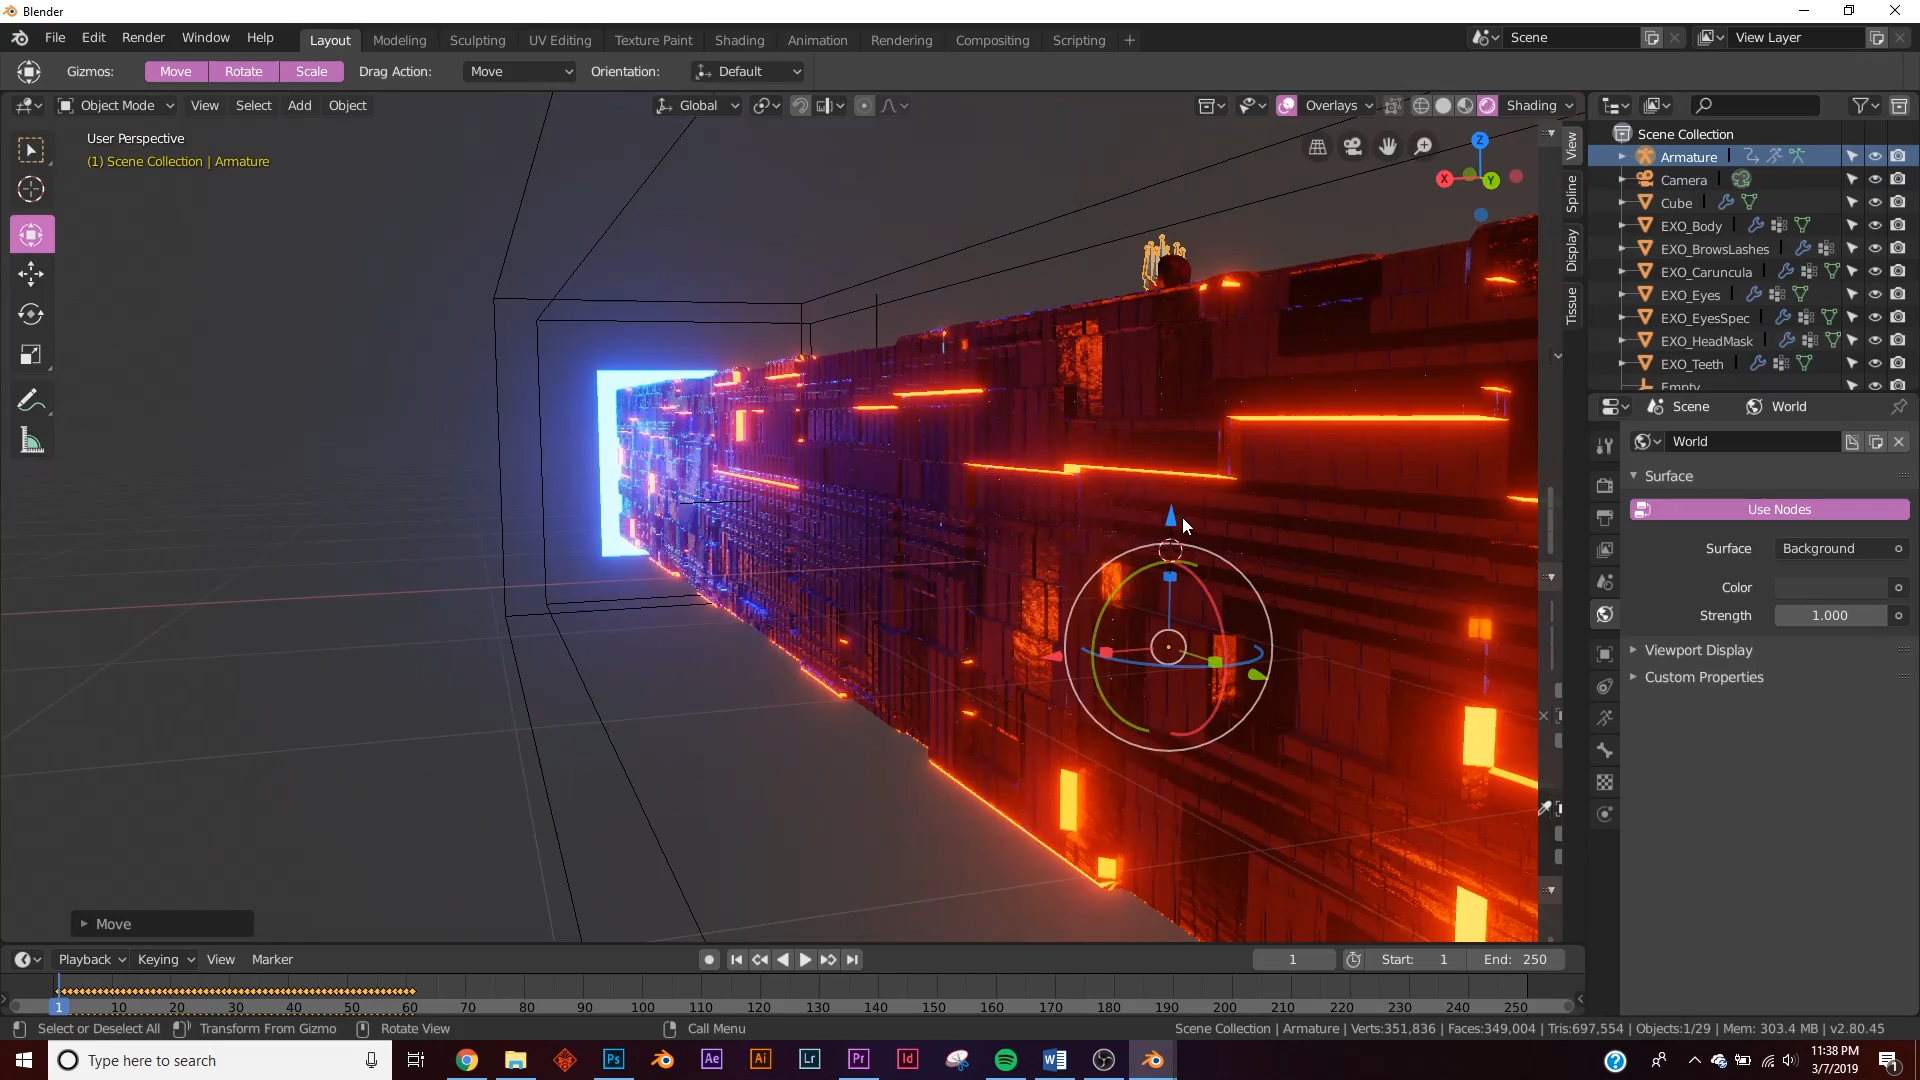 Blender
File Edit Render Window Help Layout Modeling Sculpting UV Editing Texture Paint Shading Animation Rendering Compositing Scripting + Scene View Layer
Gizmos: Move Rotate Scale Drag Action: Move Orientation: Default
Object Mode View Select Add Object Global Overlays Shading
User Perspective
(1) Scene Collection | Armature
Z
X
Y
View
Spline
Display
Tissue
Scene Collection
Armature
Camera
Cube
EXO_Body
EXO_BrowsLashes
EXO_Caruncula
EXO_Eyes
EXO_EyesSpec
EXO_HeadMask
EXO_Teeth
Empty
Scene World
World
Surface
Use Nodes
Surface Background
Color
Strength 1.000
Viewport Display
Custom Properties
Move
Playback Keying View Marker 1 Start: 1 End: 250
1 10 20 30 40 50 60 70 80 90 100 110 120 130 140 150 160 170 180 190 200 210 220 230 240 250
Select or Deselect All Transform From Gizmo Rotate View Call Menu Scene Collection | Armature | Verts:351,836 | Faces:349,004 | Tris:697,554 | Objects:1/29 | Mem: 303.4 MB | v2.80.45
Type here to search Ps Ae Ai Lr Pr Id W
11:38 PM
3/7/2019
1